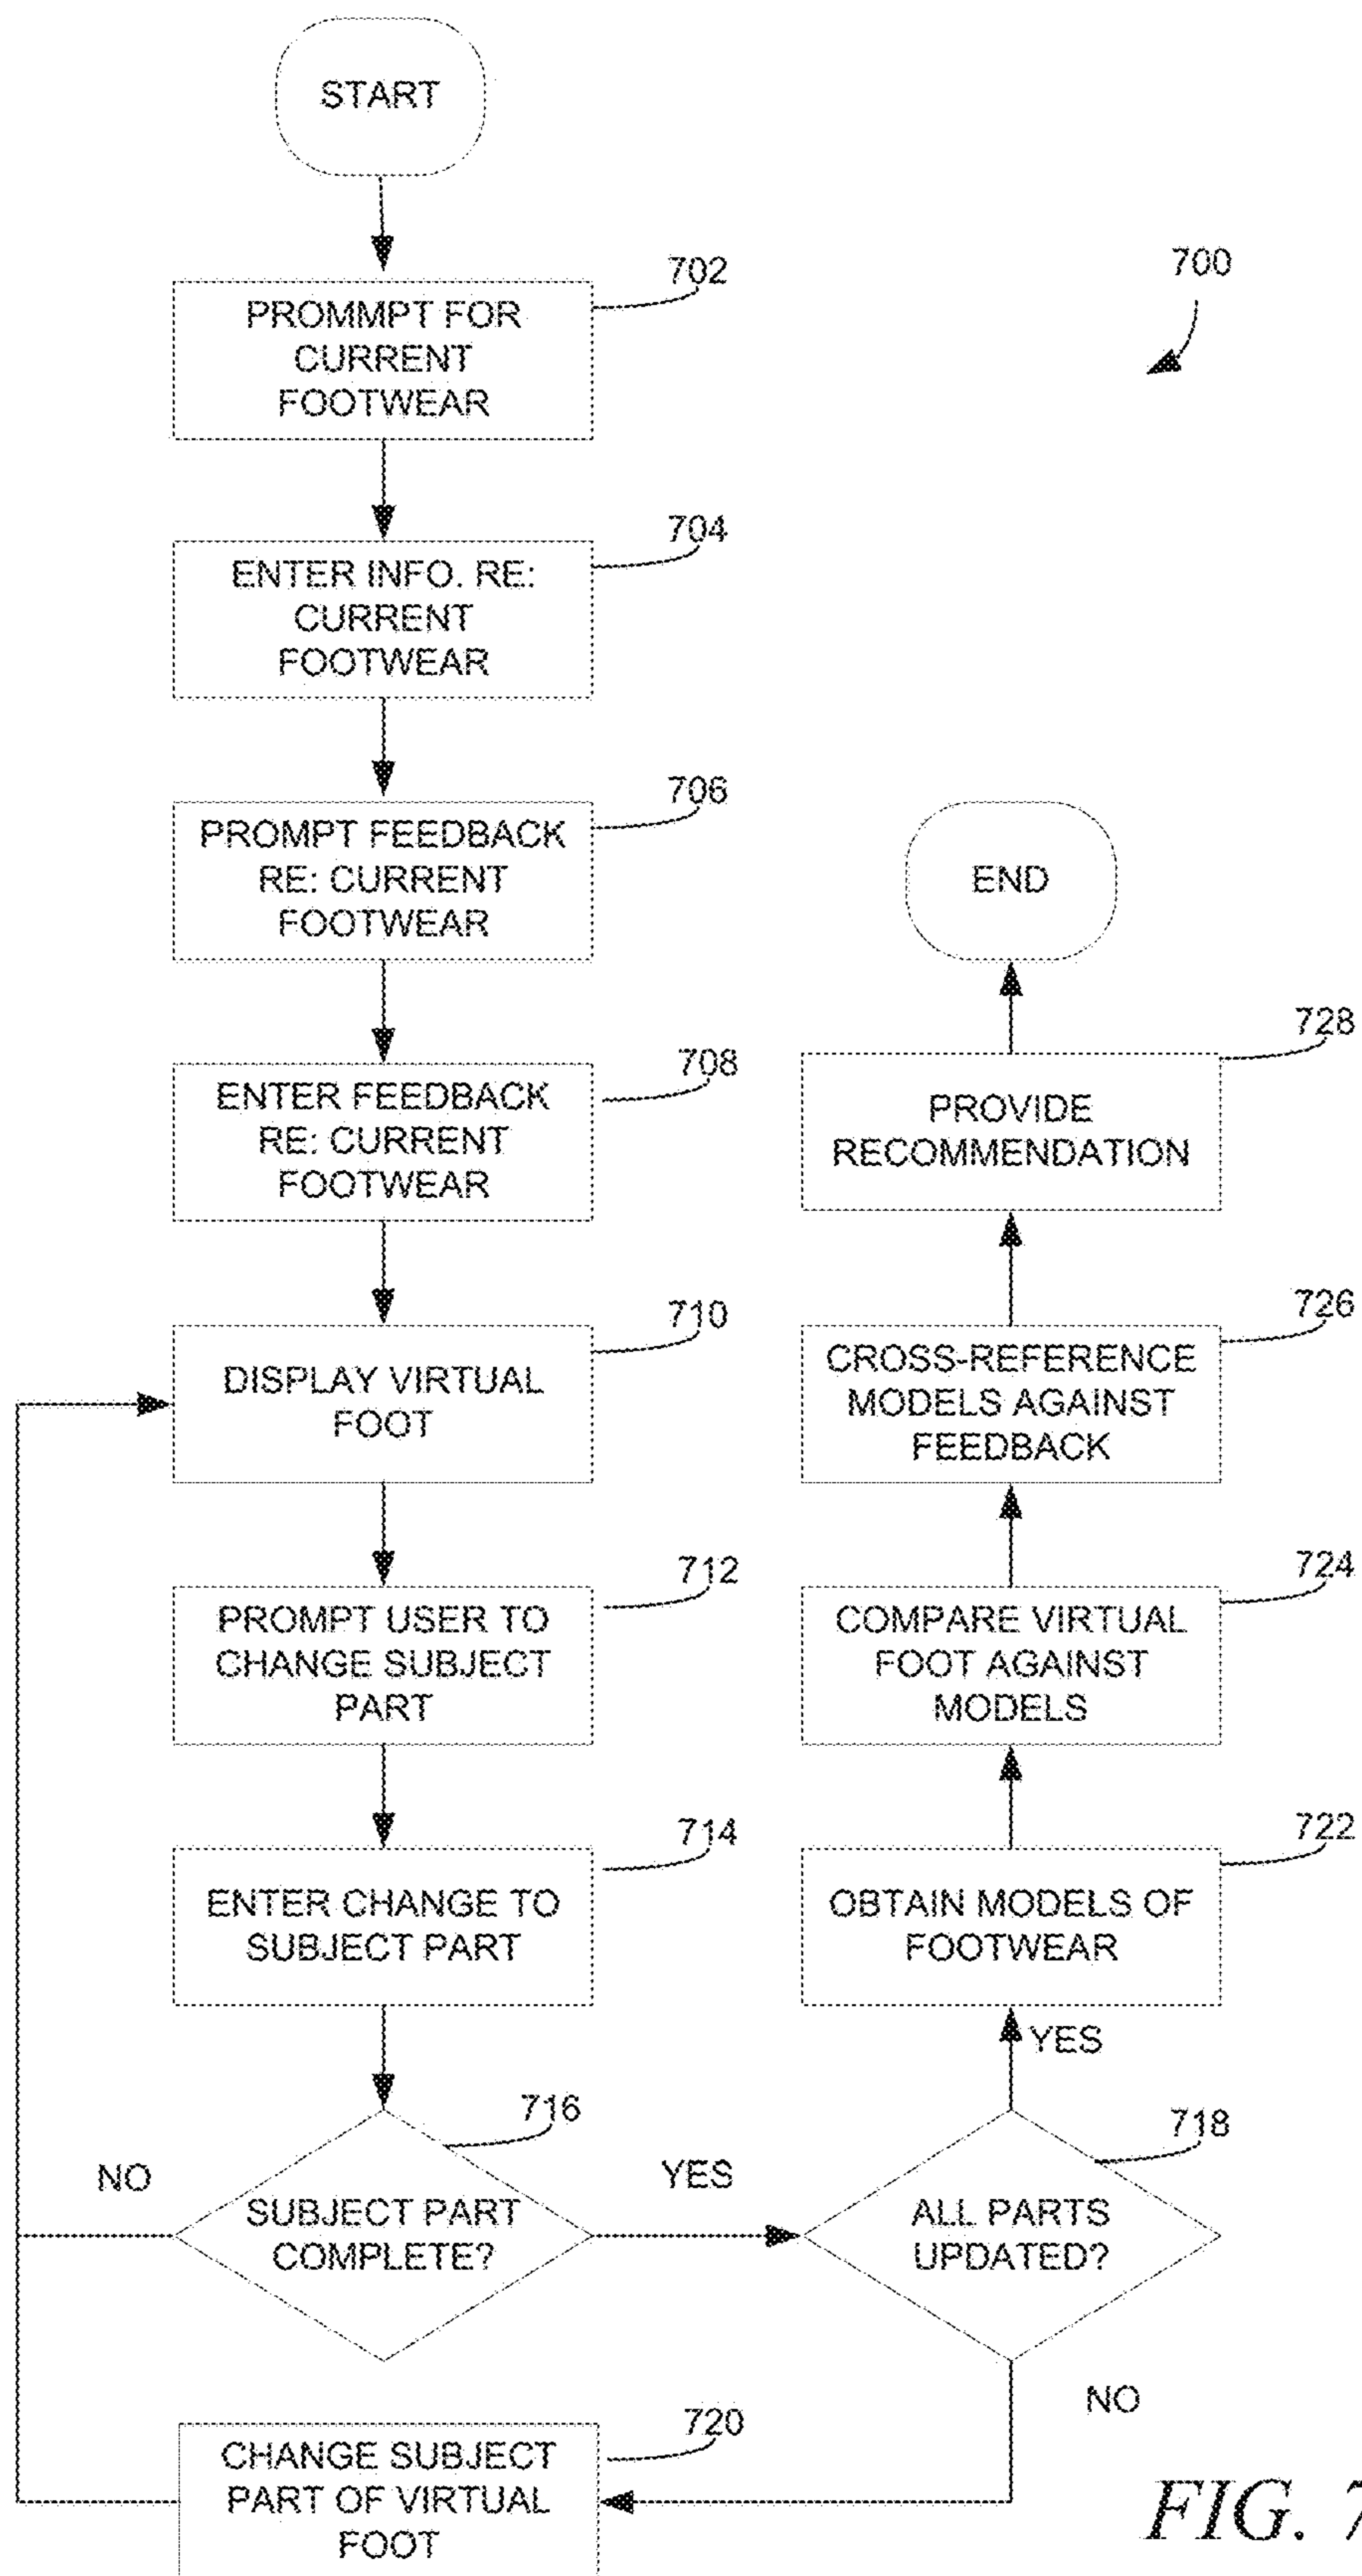 START
700
702
PROMMPT FOR
CURRENT
FOOTWEAR
704
ENTER INFO. RE:
CURRENT
FOOTWEAR
706
PROMPT FEEDBACK
RE: CURRENT
FOOTWEAR
708
ENTER FEEDBACK
RE: CURRENT
FOOTWEAR
710
DISPLAY VIRTUAL
FOOT
712
PROMPT USER TO
CHANGE SUBJECT
PART
714
ENTER CHANGE TO
SUBJECT PART
716
NO
SUBJECT PART
COMPLETE?
YES
718
ALL PARTS
UPDATED?
NO
720
CHANGE SUBJECT
PART OF VIRTUAL
FOOT
YES
722
OBTAIN MODELS OF
FOOTWEAR
724
COMPARE VIRTUAL
FOOT AGAINST
MODELS
726
CROSS-REFERENCE
MODELS AGAINST
FEEDBACK
728
PROVIDE
RECOMMENDATION
END
FIG. 7